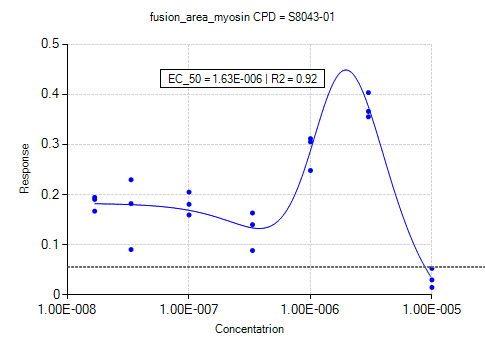 fusion_area_myosin CPD = S8043-01
0.5
EC_50 = 1.63E-006 | R2 = 0.92
0.4
0.3
Response
0.2
0.1
0
1.00E-008 1.00E-007 1.00E-006 1.00E-005
Concentatrion